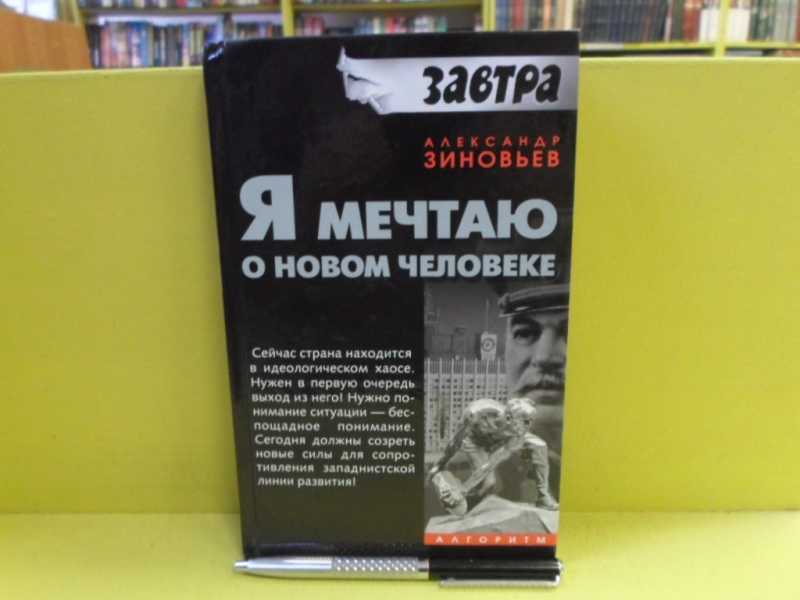 завтра
АЛЕКСАНДР
ЗИНОВЬЕВ
Я МЕЧТАЮ
О НОВОМ ЧЕЛОВЕКЕ
Сейчас страна находится
в идеологическом хаосе.
Нужен в первую очередь
выход из него! Нужно по-
нимание ситуации — бес-
пощадное понимание.
Сегодня должны созреть
новые силы для сопро-
тивления западнистской
линии развития!
АЛГОРИТМ